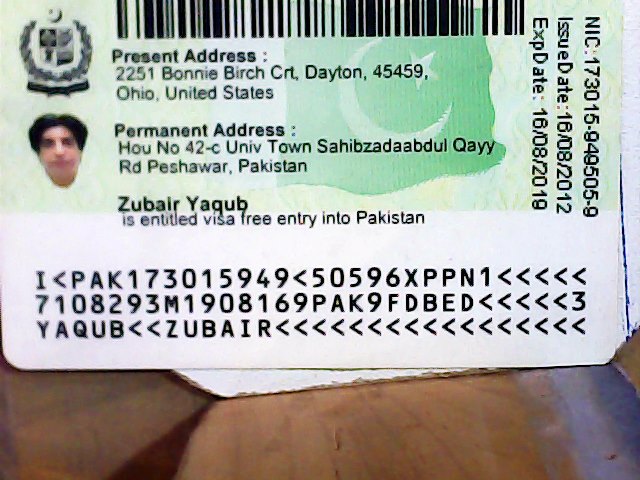 Present Address :
2251 Bonnie Birch Crt, Dayton, 45459,
Ohio, United States
Permanent Address :
Hou No 42-c Univ Town Sahibzadaabdul Qayy
Rd Peshawar, Pakistan
Zubair Yaqub
is entitled visa free entry into Pakistan
NIC:173015-949505-9
IssueDate:16/08/2012
ExpDate: 16/08/2019
I<PAK173015949<50596XPPN1<<<<<
7108293M1908169PAK9FDBED<<<<<3
YAQUB<<ZUBAIR<<<<<<<<<<<<<<<<<